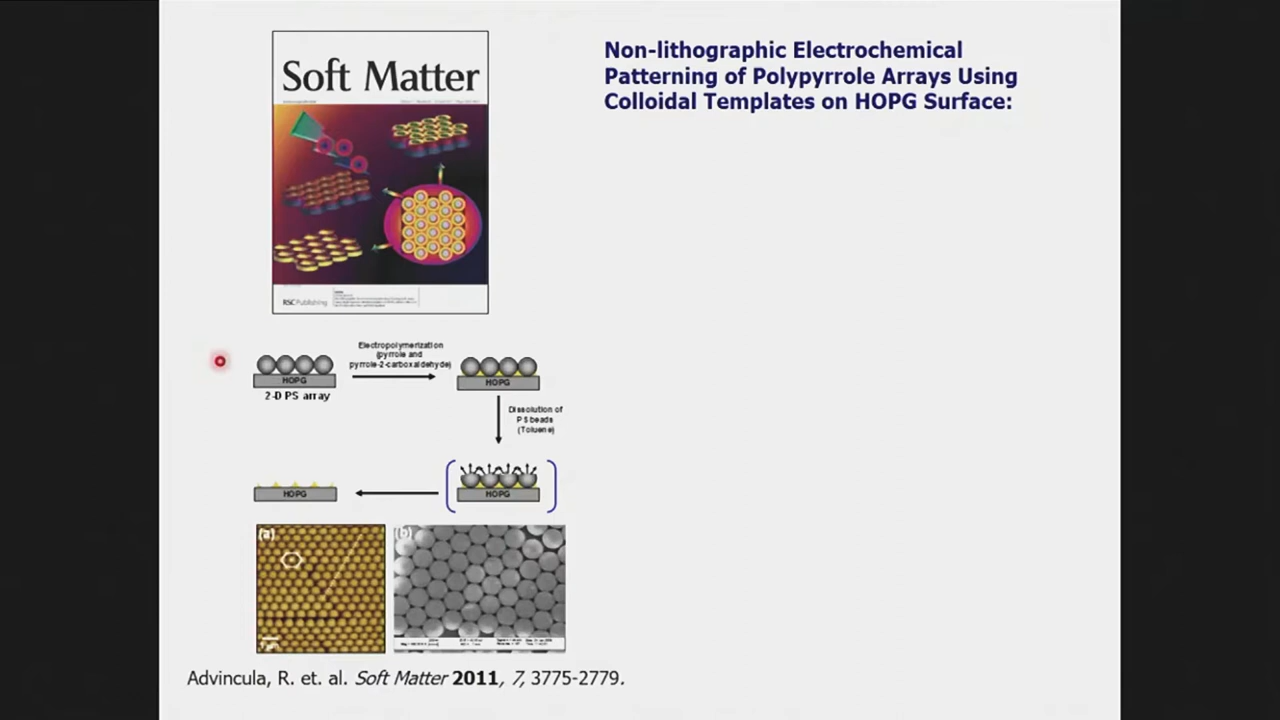 Soft Matter
RSC Publishing
Non-lithographic Electrochemical
Patterning of Polypyrrole Arrays Using
Colloidal Templates on HOPG Surface:
Electropolymerization
(pyrrole and
pyrrole-2-carboxaldehyde)
HOPG
2-D PS array
HOPG
Dissolution of
PS beads
(Toluene)
HOPG
HOPG
(a)
(b)
Advincula, R. et. al. Soft Matter 2011, 7, 3775-2779.